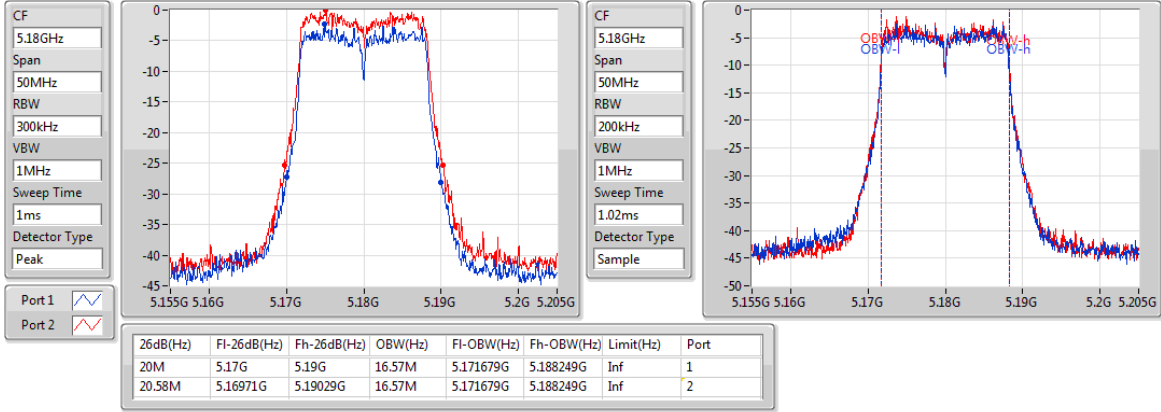 CF
5.18GHz
Span
50MHz
RBW
300kHz
VBW
1MHz
Sweep Time
1ms
Detector Type
Peak
Port 1
Port 2
0
-5
-10
-15
-20
-25
-30
-35
-40
-45
5.155G 5.16G 5.17G 5.18G 5.19G 5.2G 5.205G
CF
5.18GHz
Span
50MHz
RBW
200kHz
VBW
1MHz
Sweep Time
1.02ms
Detector Type
Sample
0
-5
-10
-15
-20
-25
-30
-35
-40
-45
-50
OBW-l OBW-h
5.155G 5.16G 5.17G 5.18G 5.19G 5.2G 5.205G
26dB(Hz) Fl-26dB(Hz) Fh-26dB(Hz) OBW(Hz) Fl-OBW(Hz) Fh-OBW(Hz) Limit(Hz) Port
20M 5.17G 5.19G 16.57M 5.171679G 5.188249G Inf 1
20.58M 5.16971G 5.19029G 16.57M 5.171679G 5.188249G Inf 2